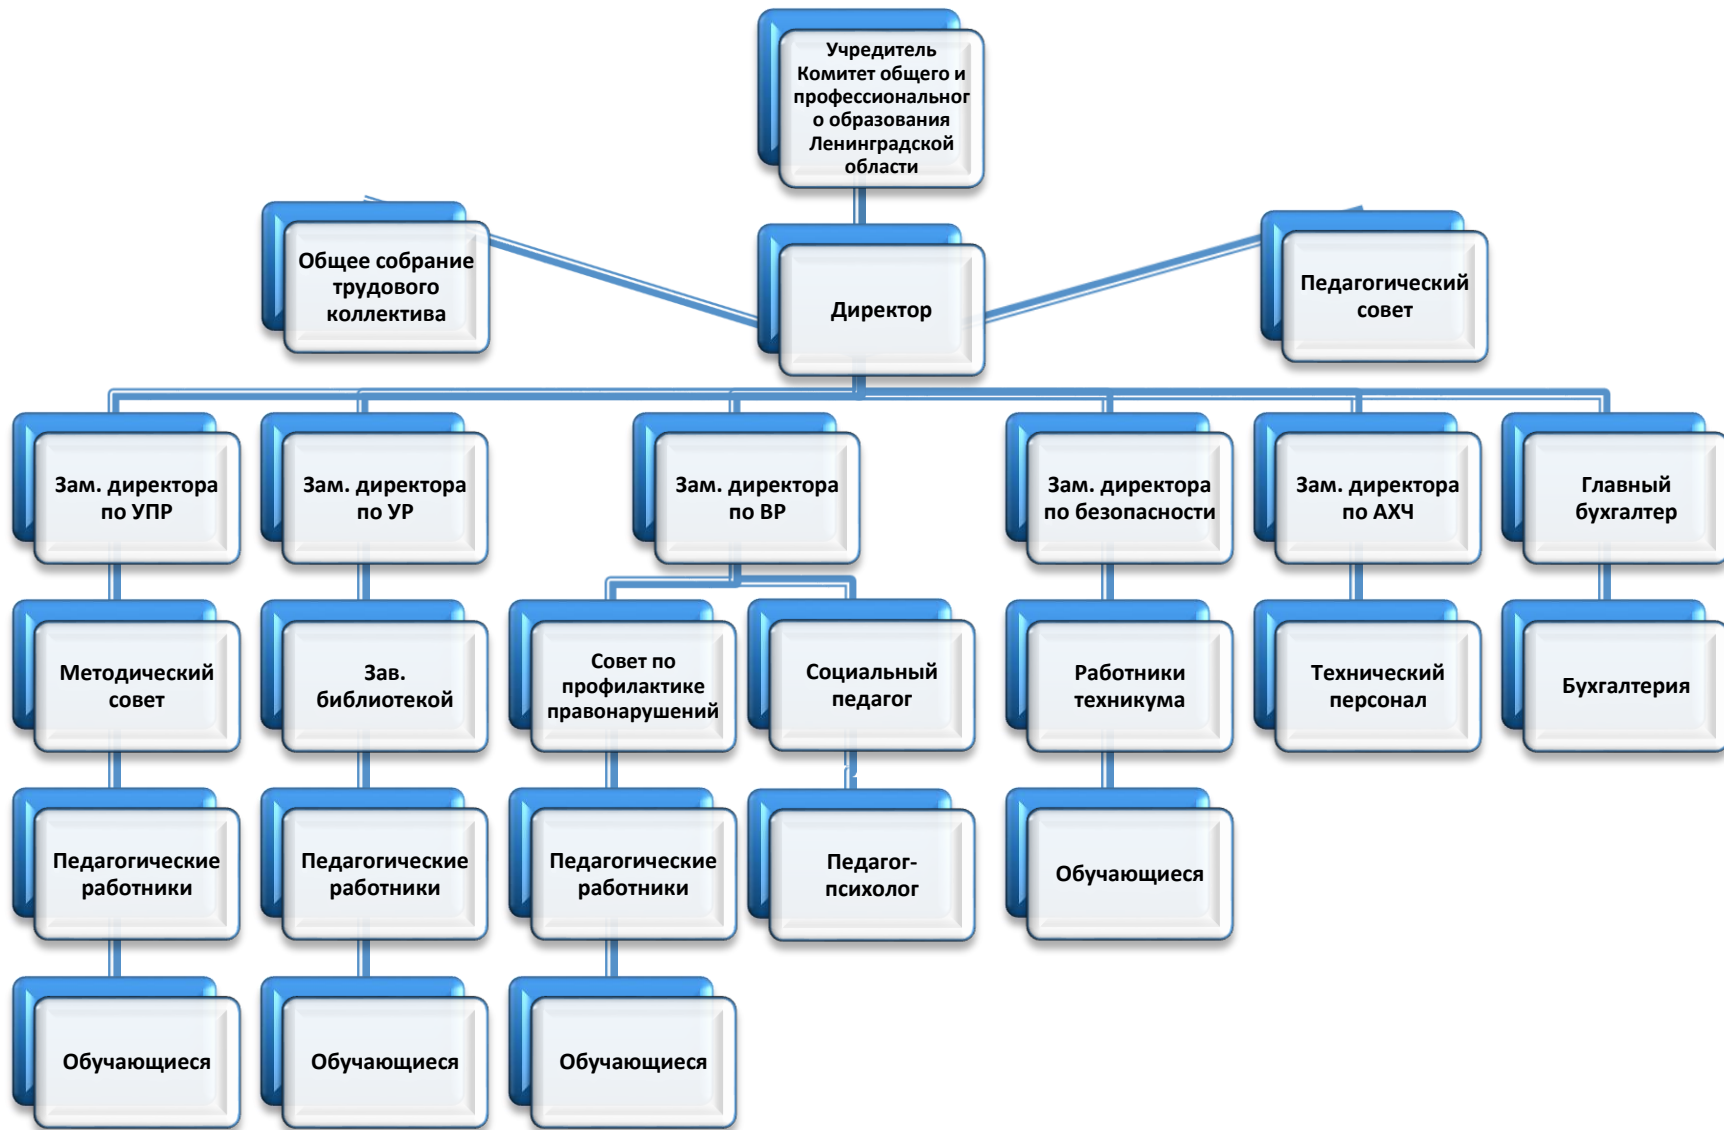 Учредитель
Комитет общего и
профессиональног
о образования
Ленинградской
области
Общее собрание
трудового
коллектива
Директор
Педагогический
совет
Зам. директора
по УПР
Зам. директора
по УР
Зам. директора
по ВР
Зам. директора
по безопасности
Зам. директора
по АХЧ
Главный
бухгалтер
Методический
совет
Зав.
библиотекой
Совет по
профилактике
правонарушений
Социальный
педагог
Работники
техникума
Технический
персонал
Бухгалтерия
Педагогические
работники
Педагогические
работники
Педагогические
работники
Педагог-
психолог
Обучающиеся
Обучающиеся
Обучающиеся
Обучающиеся